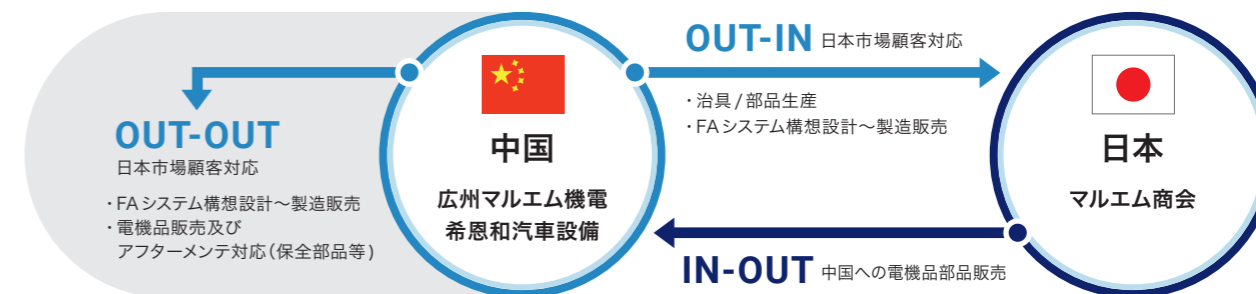 OUT-OUT
日本市場顧客対応
・FAシステム構想設計～製造販売
・電機品販売及び
アフターメンテ対応(保全部品等)
中国
広州マルエム機電
希恩和汽車設備
OUT-IN 日本市場顧客対応
・治具/部品生産
・FAシステム構想設計～製造販売
IN-OUT 中国への電機品部品販売
日本
マルエム商会